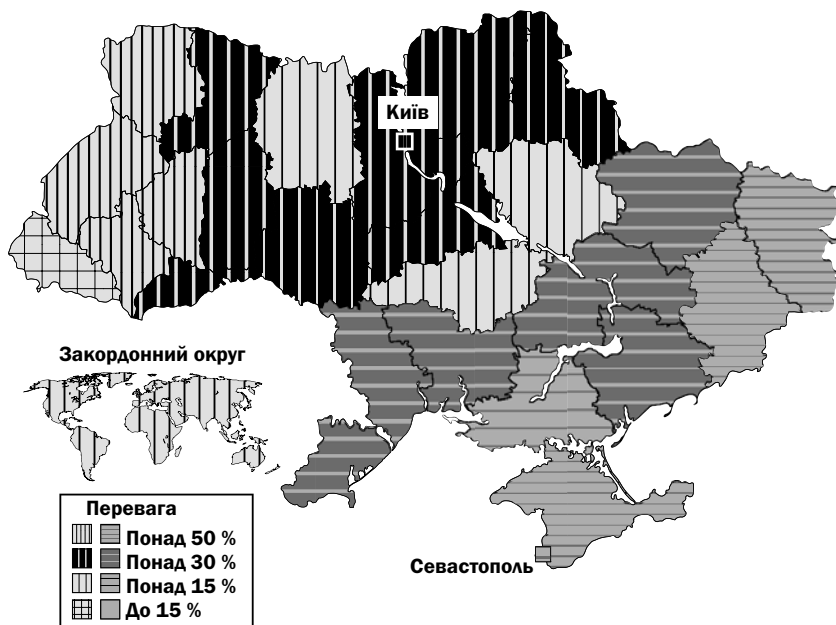 Київ
Закордонний округ
Перевага
Понад 50 %
Понад 30 %
Понад 15 %
До 15 %
Севастополь